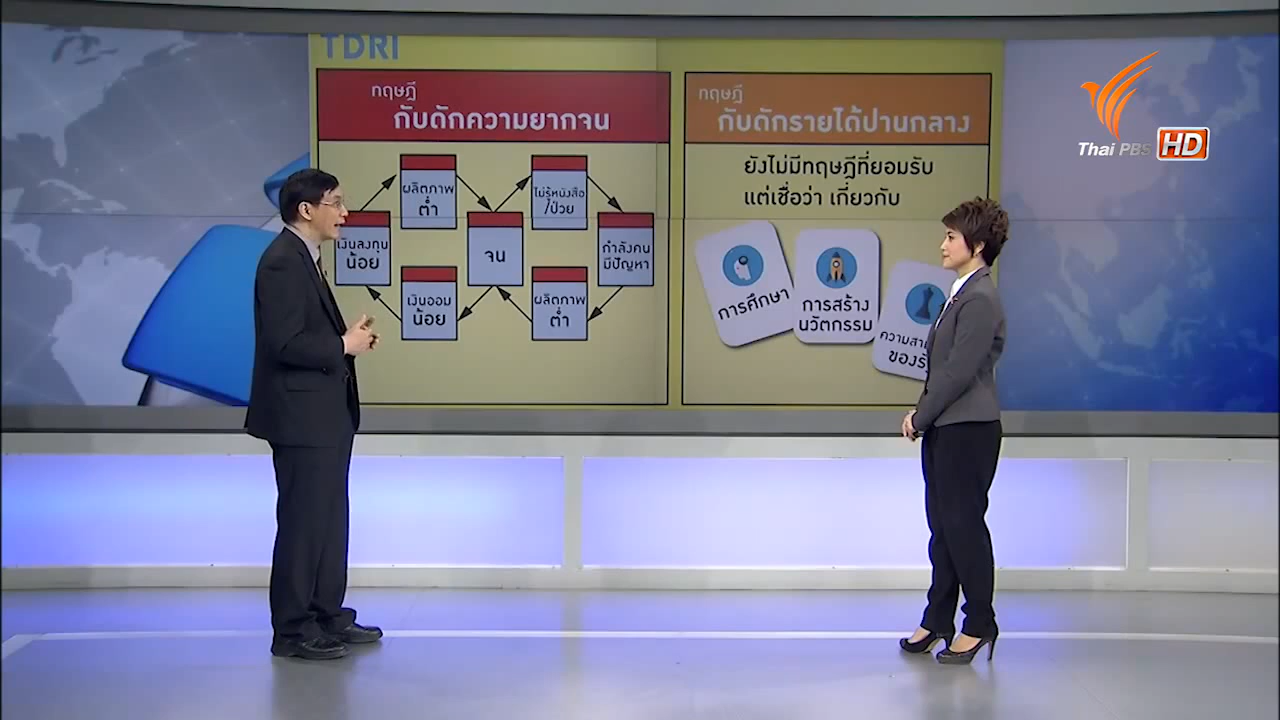 TDRI
ทฤษฎี
กับดักความยากจน
ผลิตภาพ
ต่ำ
ไม่รู้หนังสือ
/ป่วย
เงินลงทุน
น้อย
จน
กำลังคน
มีปัญหา
เงินออม
น้อย
ผลิตภาพ
ต่ำ
ทฤษฎี
กับดักรายได้ปานกลาง
ยังไม่มีทฤษฎีที่ยอมรับ
แต่เชื่อว่า เกี่ยวกับ
การศึกษา
การสร้าง
นวัตกรรม
Thai PBS HD